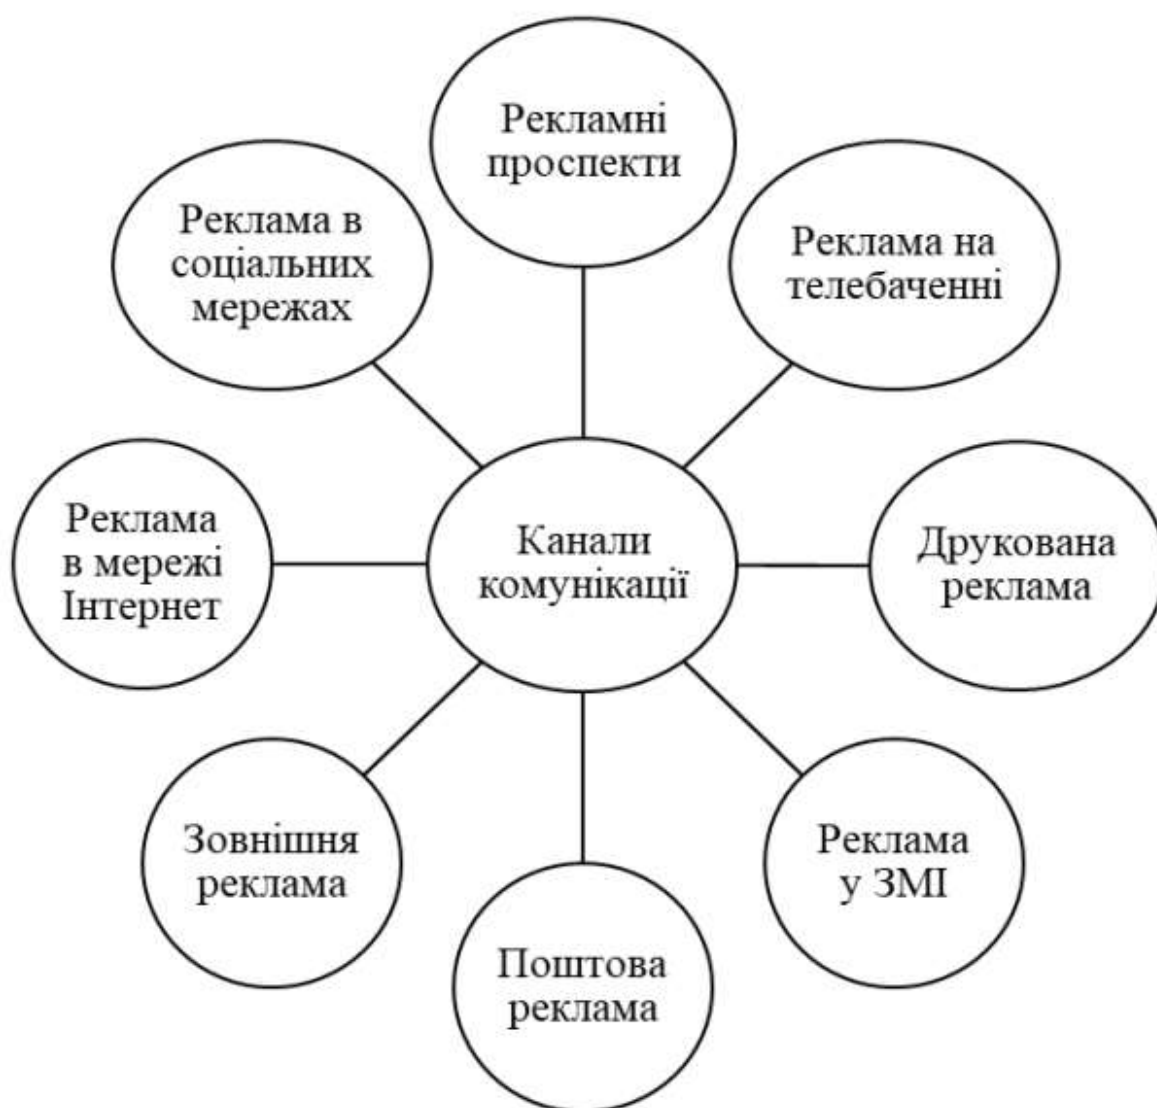 Рекламні
проспекти
Реклама в
соціальних
мережах
Реклама на
телебаченні
Реклама
в мережі
Інтернет
Канали
комунікації
Друкована
реклама
Зовнішня
реклама
Реклама
у ЗМІ
Поштова
реклама